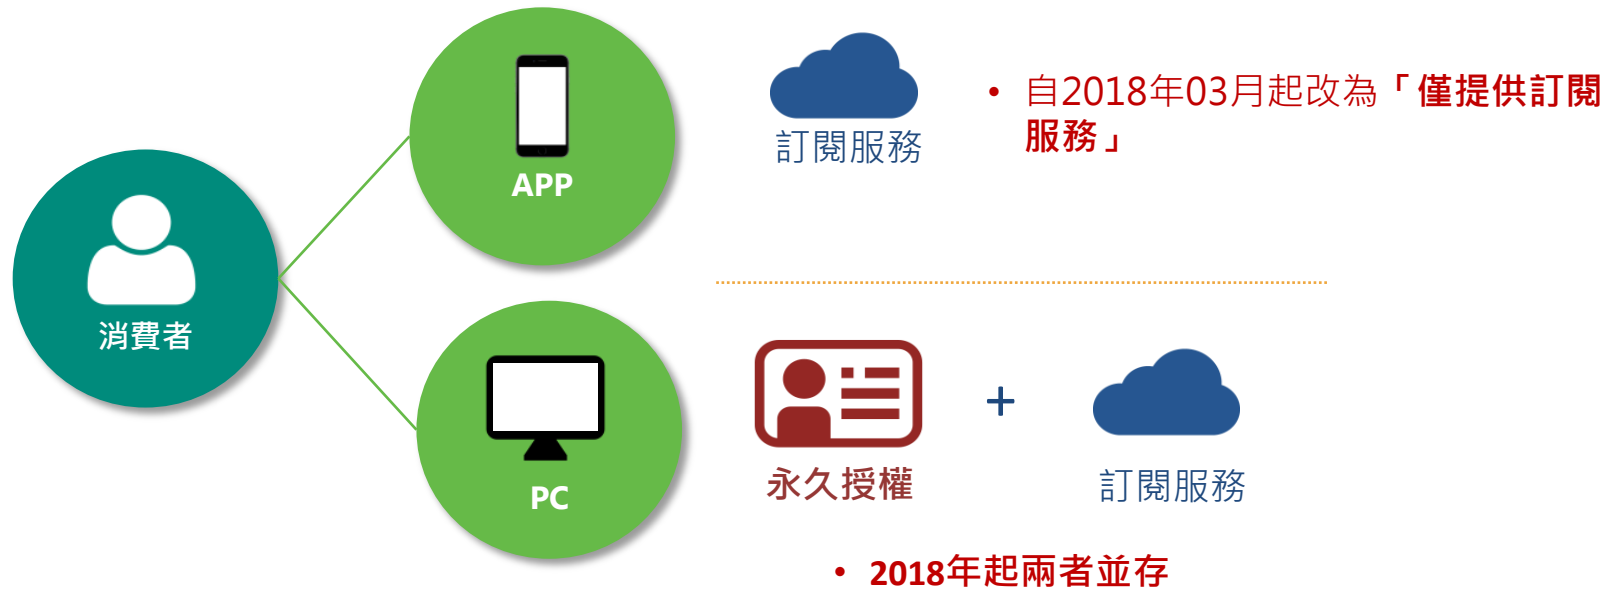 消費者
APP
訂閱服務
• 自2018年03月起改為「僅提供訂閱
服務」
PC
永久授權
+
訂閱服務
• 2018年起兩者並存